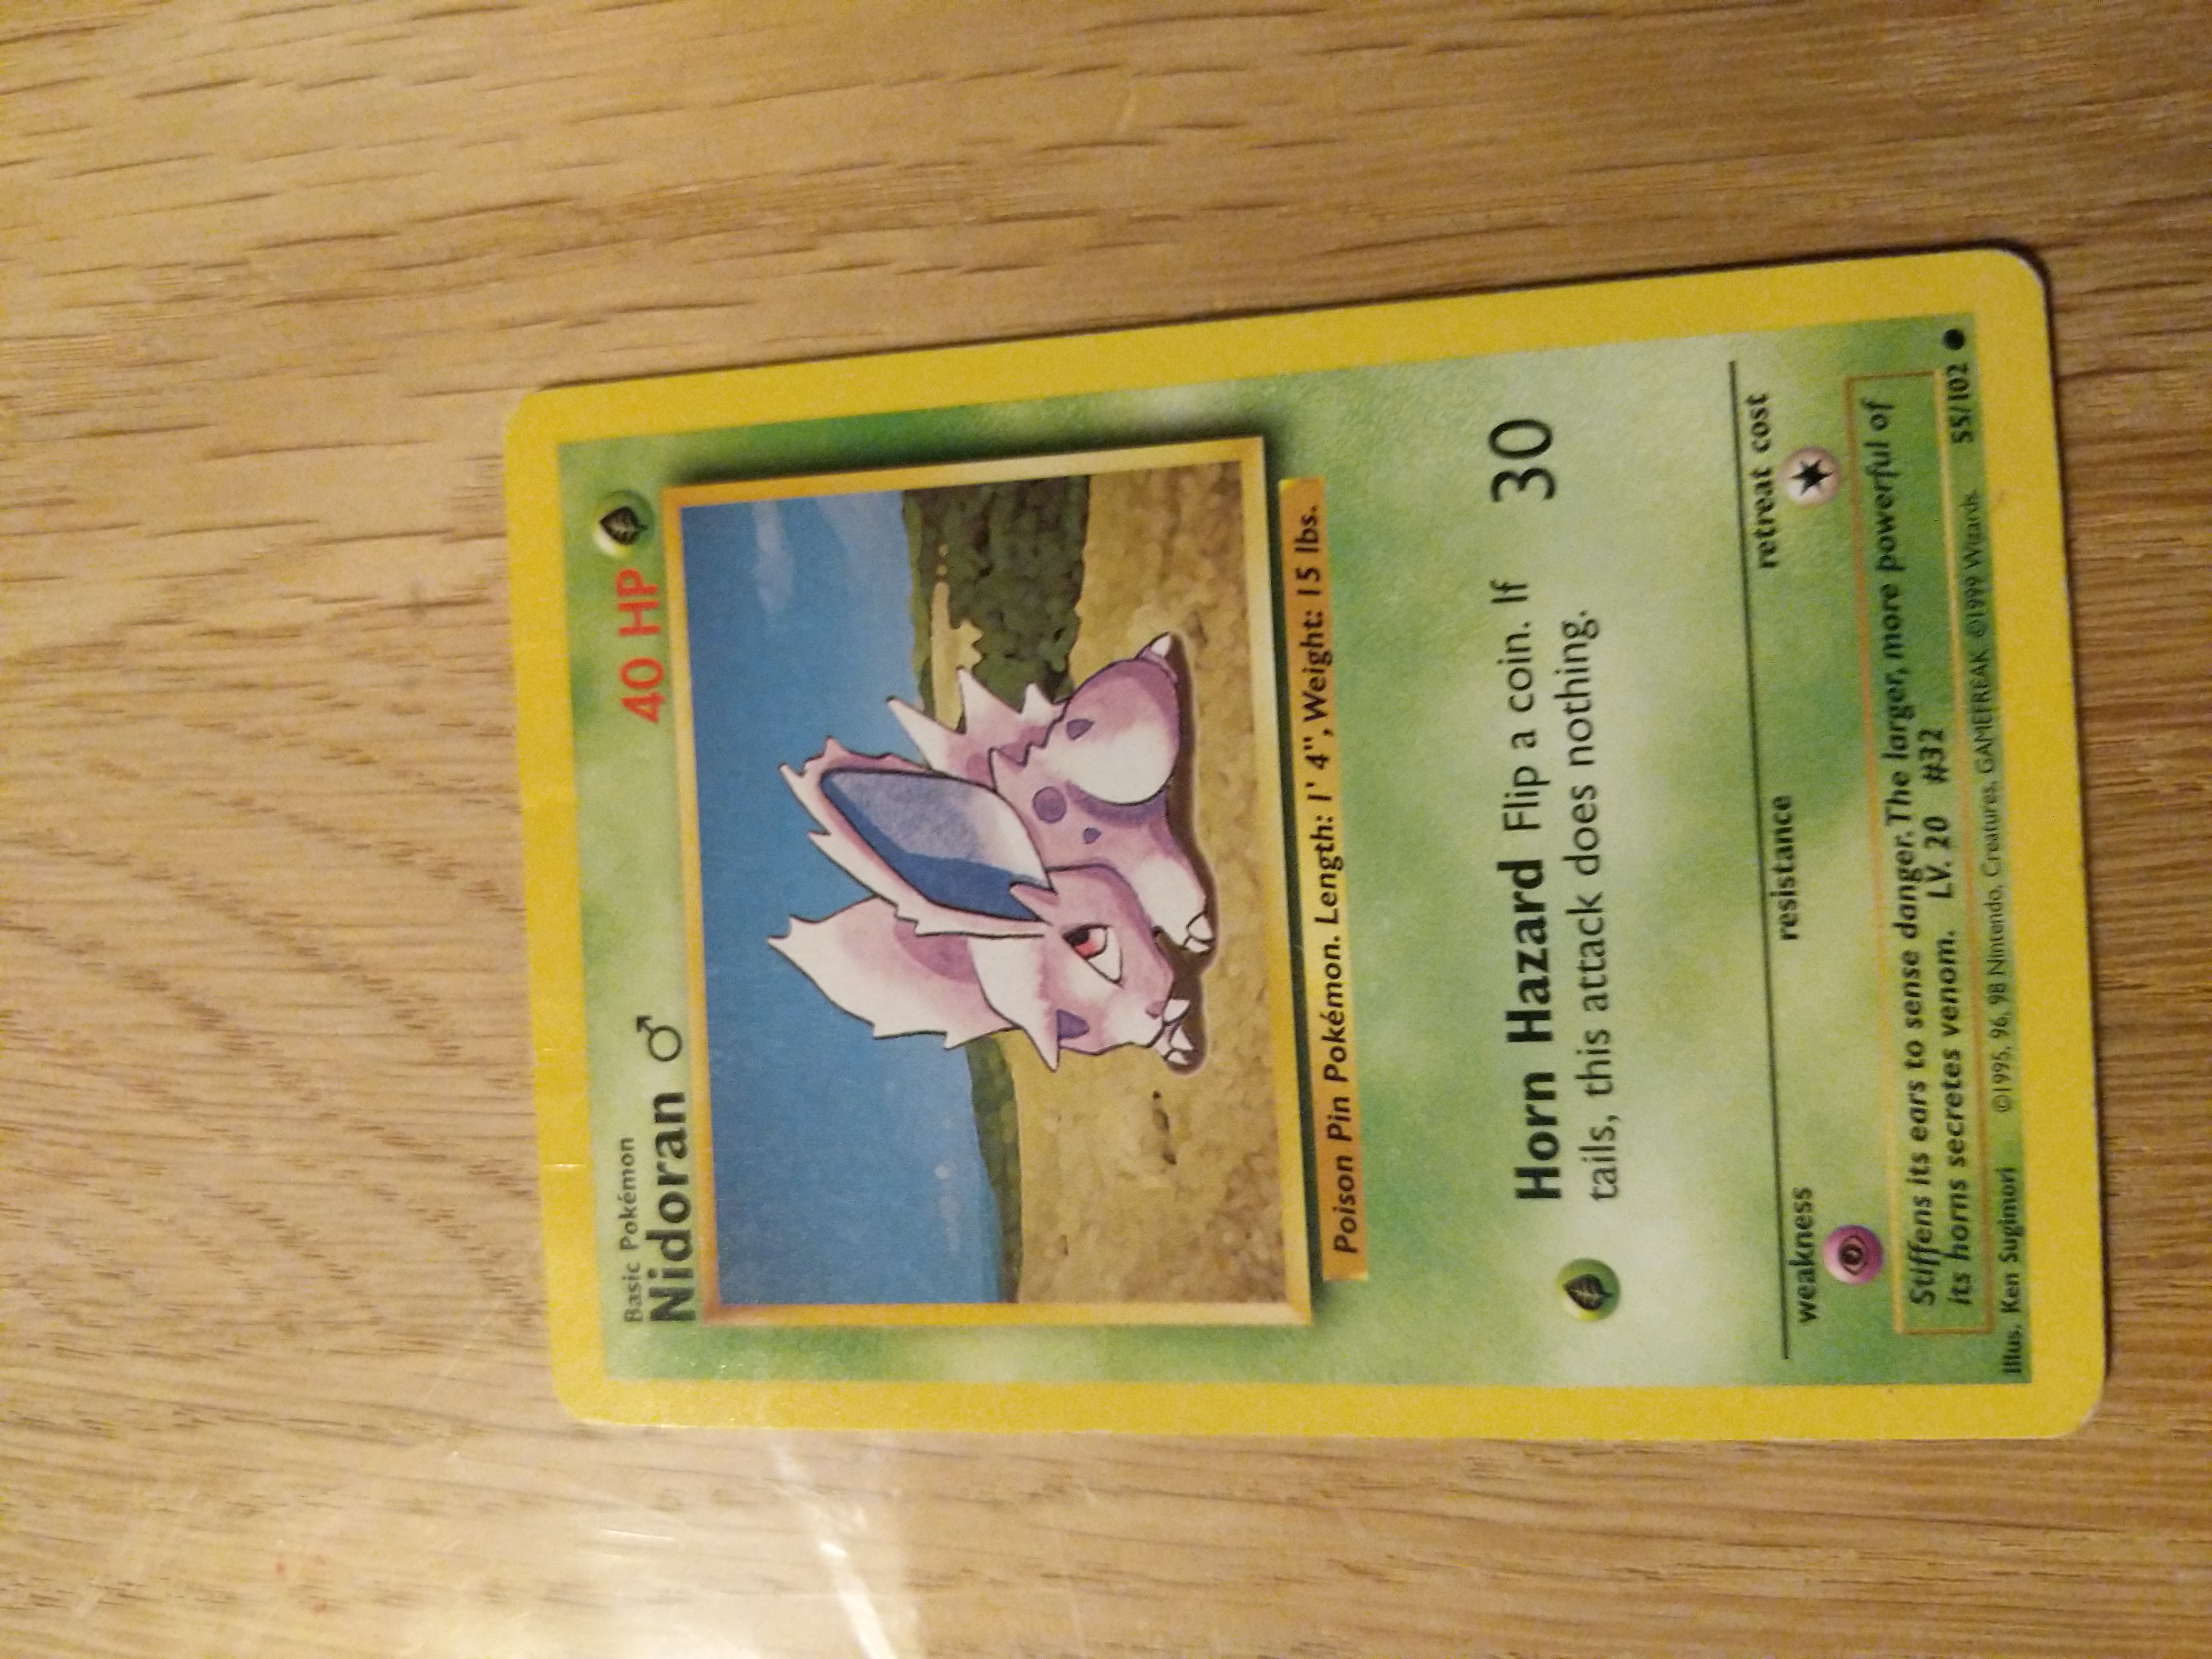 Basic Pokémon
Nidoran ♂ 40 HP
Poison Pin Pokémon. Length: 1' 4", Weight: 15 lbs.
Horn Hazard Flip a coin. If 30
tails, this attack does nothing.
weakness resistance retreat cost
Stiffens its ears to sense danger. The larger, more powerful of
its horns secretes venom. LV. 20 #32
Illus. Ken Sugimori ©1995, 96, 98 Nintendo, Creatures, GAMEFREAK ©1999 Wizards. 55/102 ●